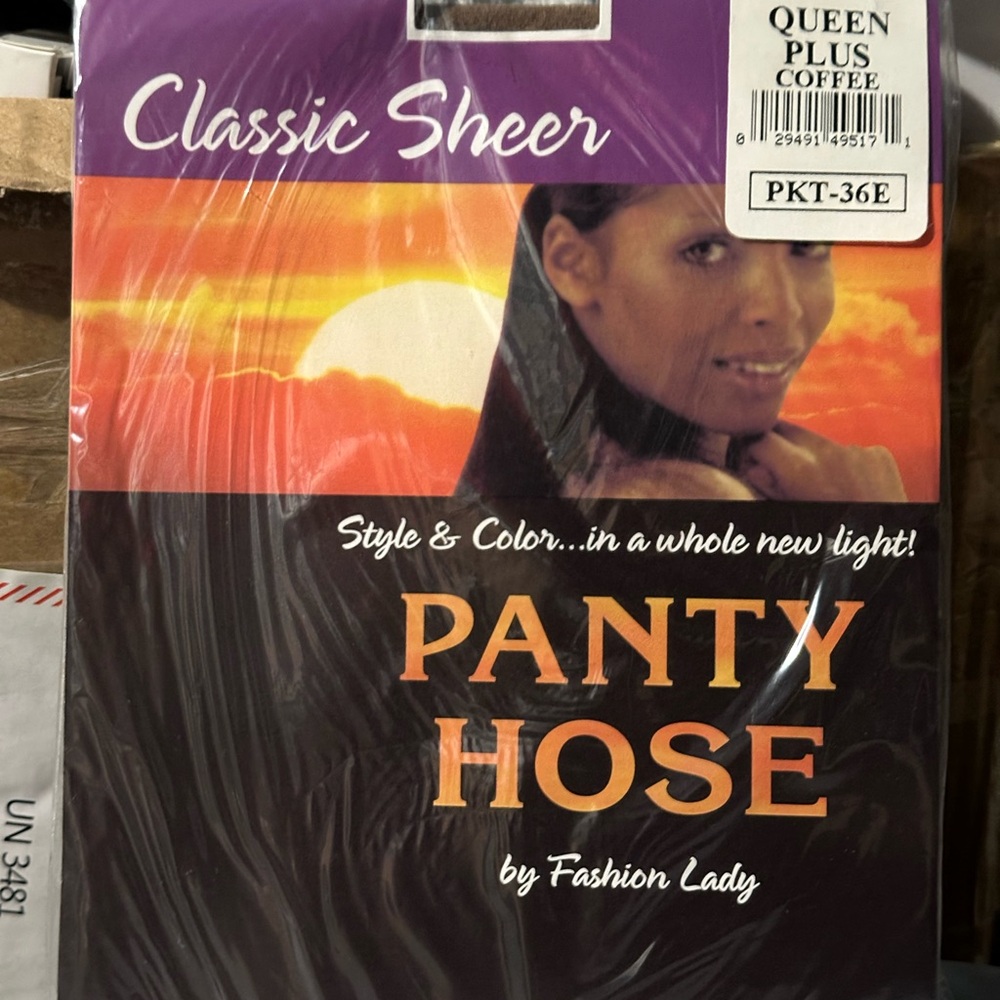 QUEEN
PLUS
COFFEE
0 29491 49517 1
PKT-36E
Classic Sheer
Style & Color...in a whole new light!
PANTY
HOSE
by Fashion Lady
UN 3481